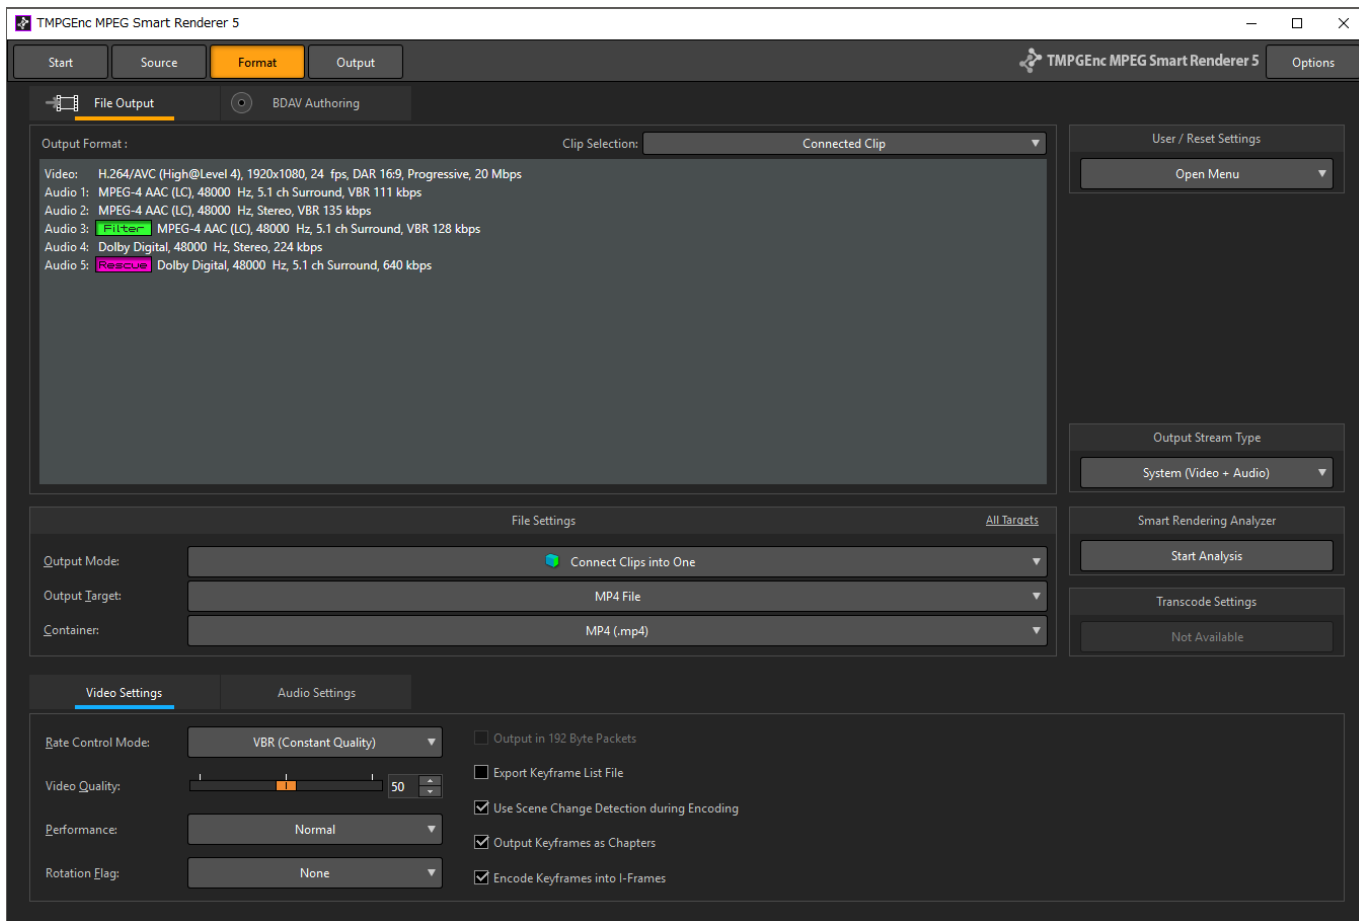 TMPGEnc MPEG Smart Renderer 5
Start Source Format Output TMPGEnc MPEG Smart Renderer 5 Options
File Output BDAV Authoring
Output Format : Clip Selection: Connected Clip
Video: H.264/AVC (High@Level 4), 1920x1080, 24 fps, DAR 16:9, Progressive, 20 Mbps
Audio 1: MPEG-4 AAC (LC), 48000 Hz, 5.1 ch Surround, VBR 111 kbps
Audio 2: MPEG-4 AAC (LC), 48000 Hz, Stereo, VBR 135 kbps
Audio 3: Filter MPEG-4 AAC (LC), 48000 Hz, 5.1 ch Surround, VBR 128 kbps
Audio 4: Dolby Digital, 48000 Hz, Stereo, 224 kbps
Audio 5: Rescue Dolby Digital, 48000 Hz, 5.1 ch Surround, 640 kbps
User / Reset Settings
Open Menu
Output Stream Type
System (Video + Audio)
File Settings All Targets
Output Mode: Connect Clips into One
Output Target: MP4 File
Container: MP4 (.mp4)
Smart Rendering Analyzer
Start Analysis
Transcode Settings
Not Available
Video Settings Audio Settings
Rate Control Mode: VBR (Constant Quality)
Video Quality: 50
Performance: Normal
Rotation Flag: None
Output in 192 Byte Packets
Export Keyframe List File
Use Scene Change Detection during Encoding
Output Keyframes as Chapters
Encode Keyframes into I-Frames